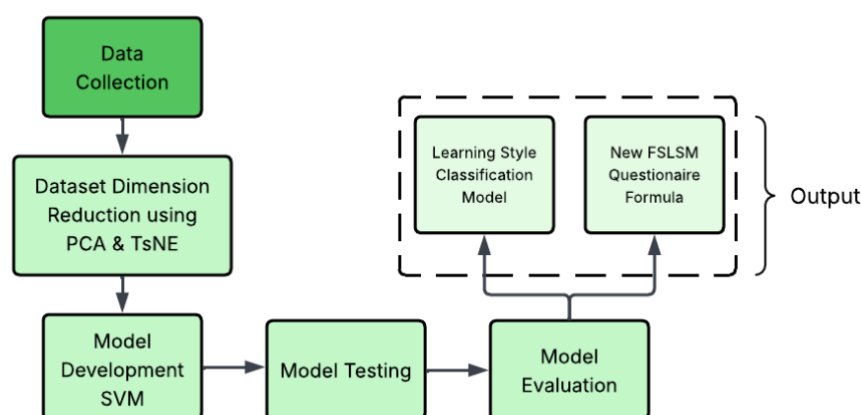 Data
Collection
Dataset Dimension
Reduction using
PCA & TsNE
Model
Development
SVM
Model Testing
Model
Evaluation
Learning Style
Classification
Model
New FSLSM
Questionaire
Formula
Output